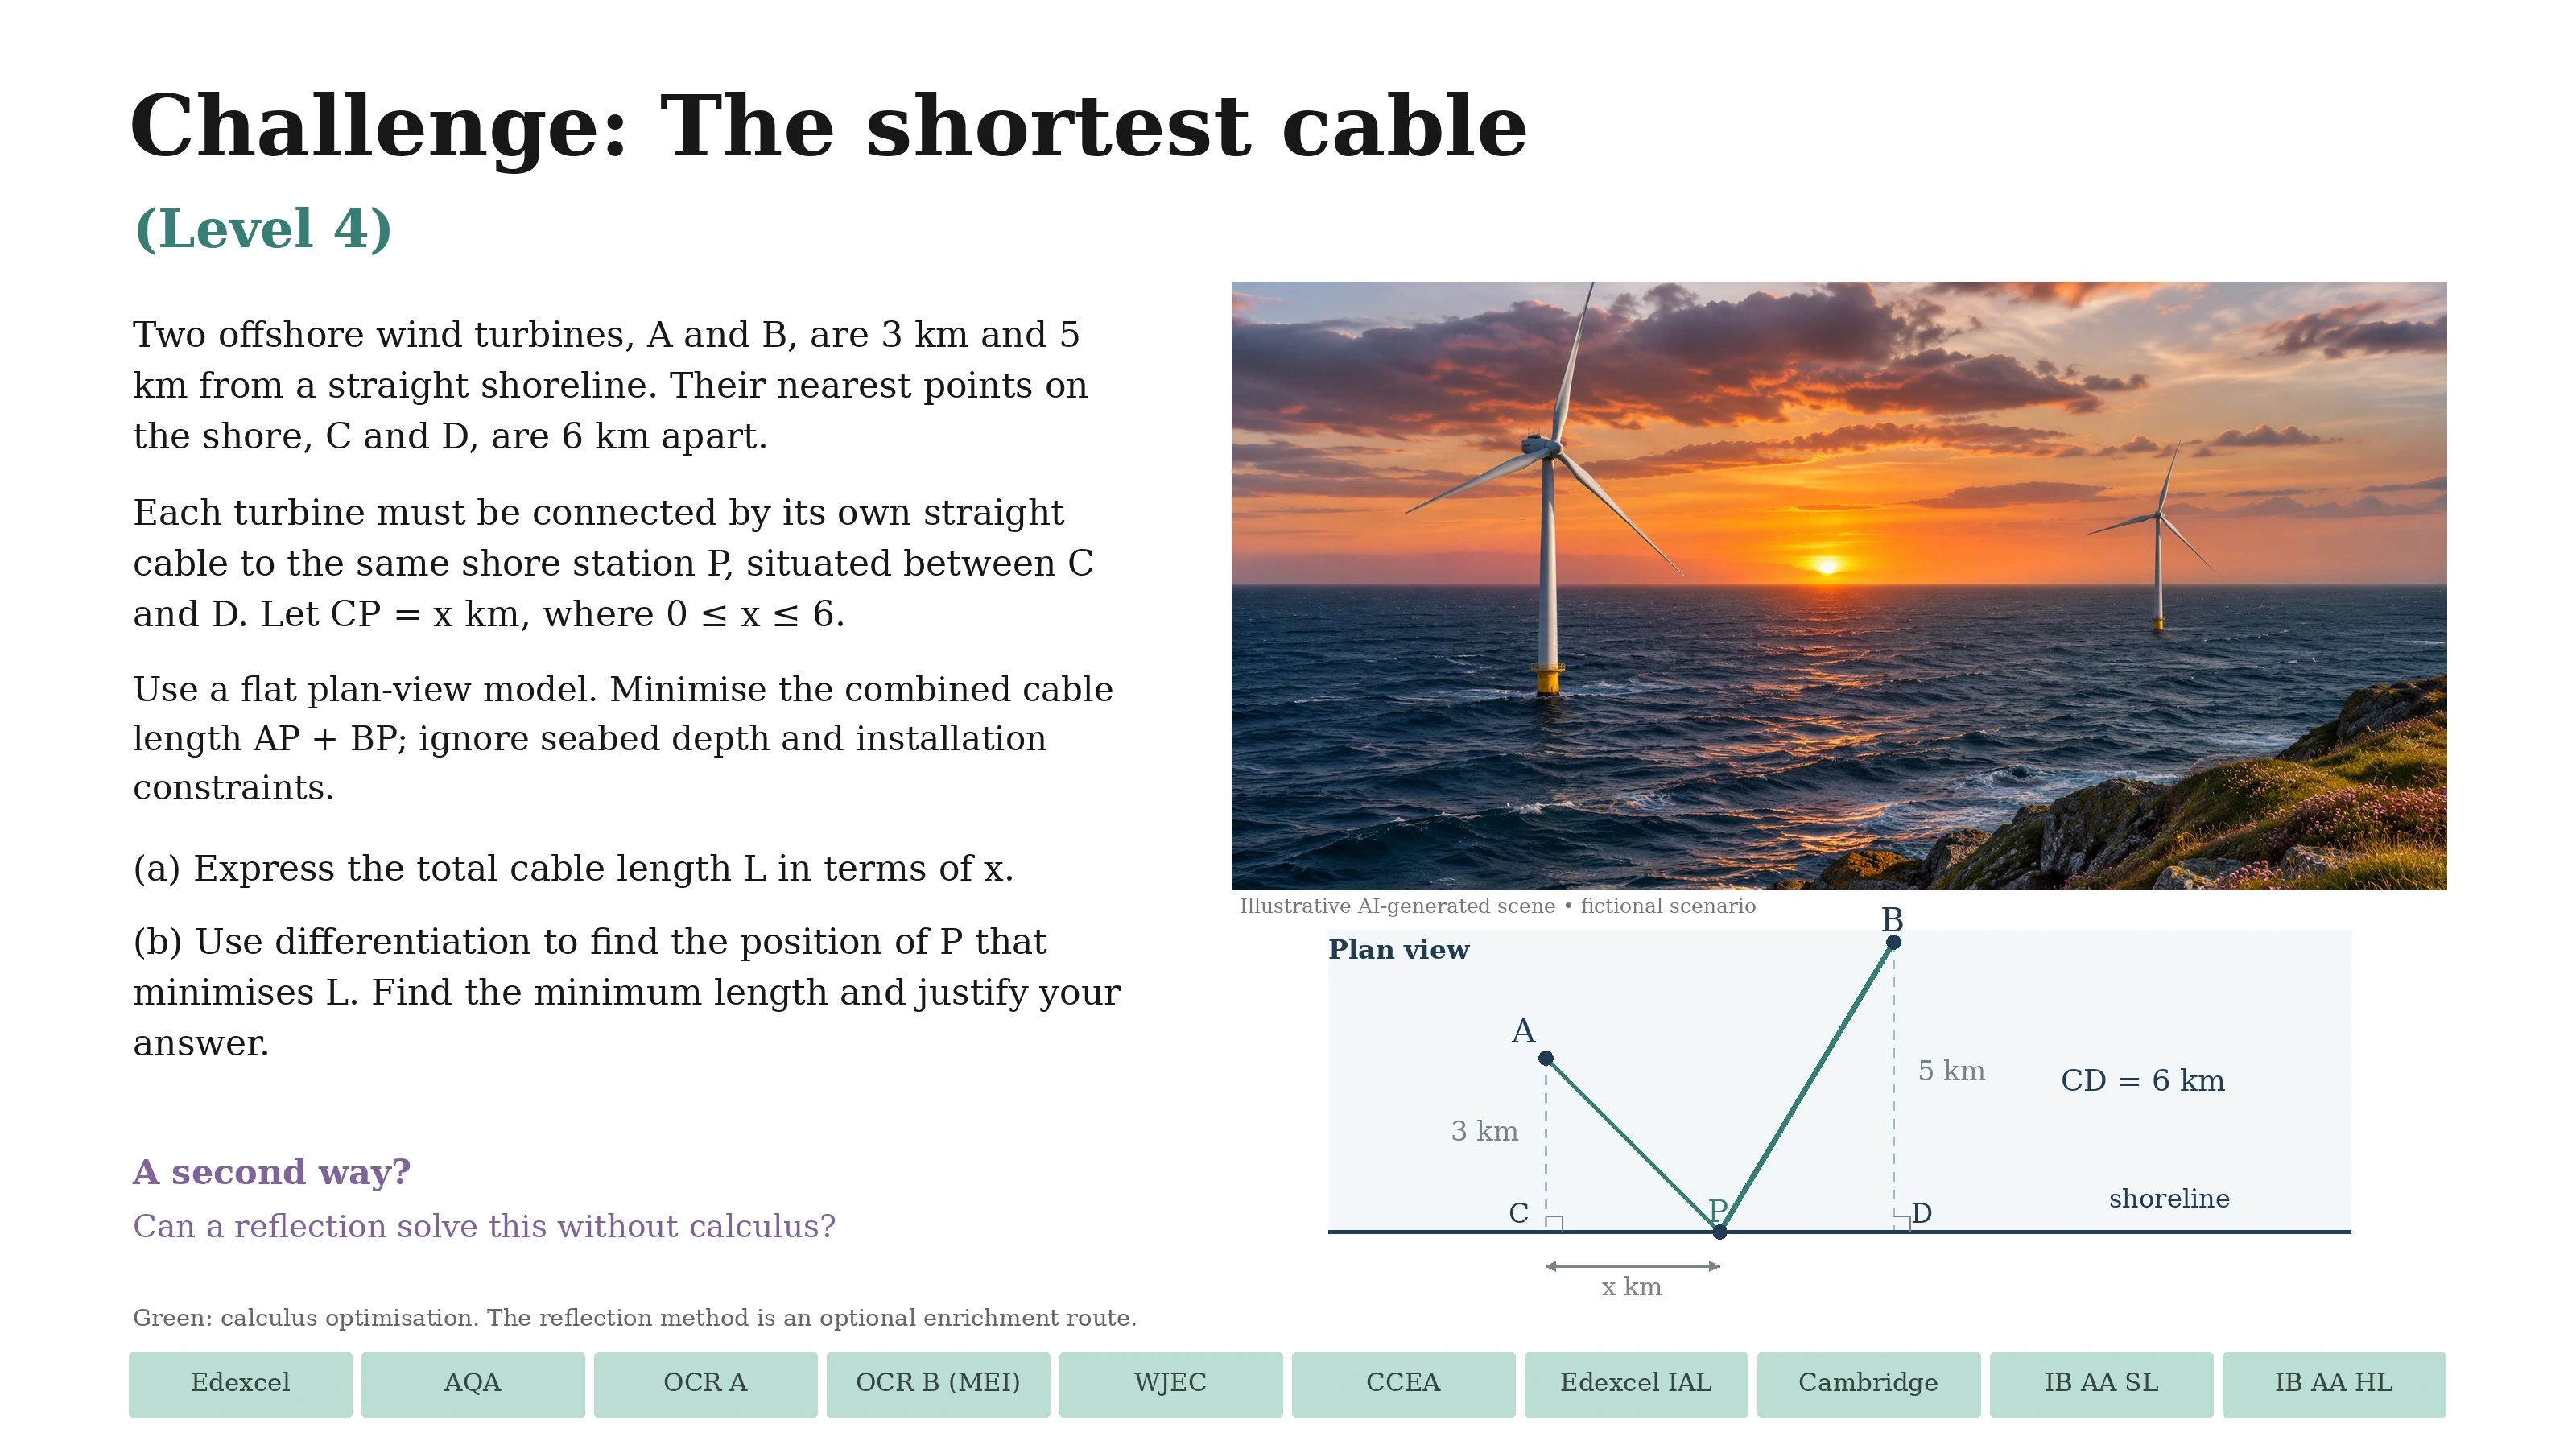 Challenge: The shortest cable
(Level 4)
Two offshore wind turbines, A and B, are 3 km and 5
km from a straight shoreline. Their nearest points on
the shore, C and D, are 6 km apart.
Each turbine must be connected by its own straight
cable to the same shore station P, situated between C
and D. Let CP = x km, where 0 ≤ x ≤ 6.
Use a flat plan-view model. Minimise the combined cable
length AP + BP; ignore seabed depth and installation
constraints.
(a) Express the total cable length L in terms of x.
(b) Use differentiation to find the position of P that
minimises L. Find the minimum length and justify your
answer.
A second way?
Can a reflection solve this without calculus?
Illustrative AI-generated scene • fictional scenario
Plan view
B
A
5 km
CD = 6 km
3 km
shoreline
C
P
D
x km
Green: calculus optimisation. The reflection method is an optional enrichment route.
Edexcel
AQA
OCR A
OCR B (MEI)
WJEC
CCEA
Edexcel IAL
Cambridge
IB AA SL
IB AA HL